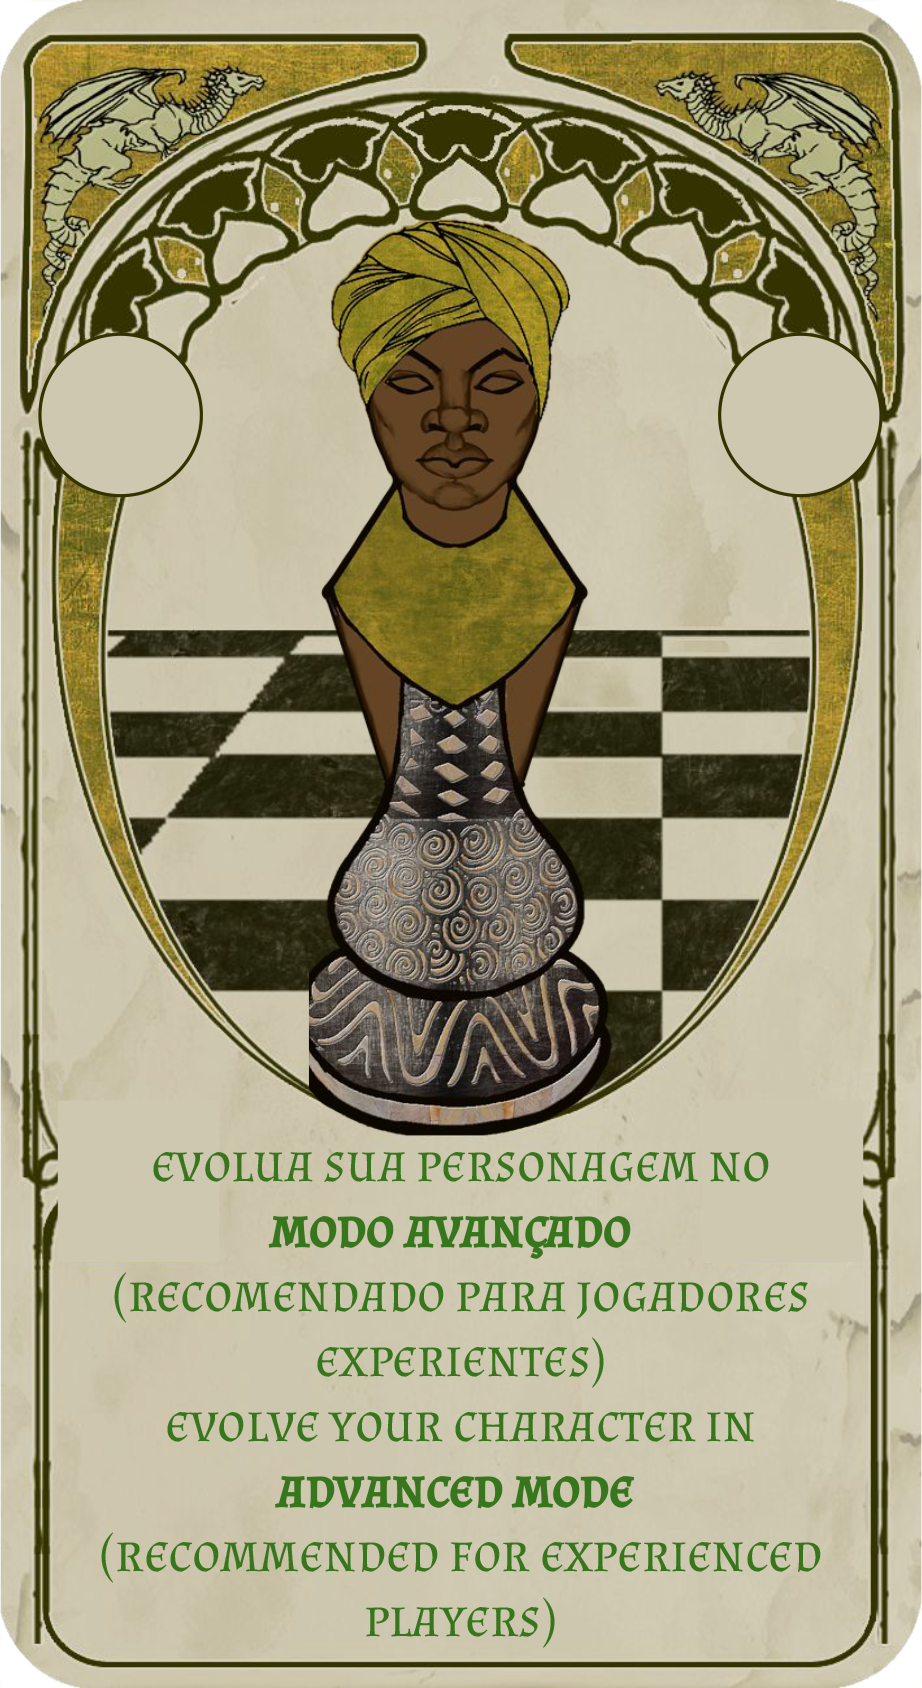 EVOLUA SUA PERSONAGEM NO
MODO AVANÇADO
(RECOMENDADO PARA JOGADORES
EXPERIENTES)
EVOLVE YOUR CHARACTER IN
ADVANCED MODE
(RECOMMENDED FOR EXPERIENCED
PLAYERS)